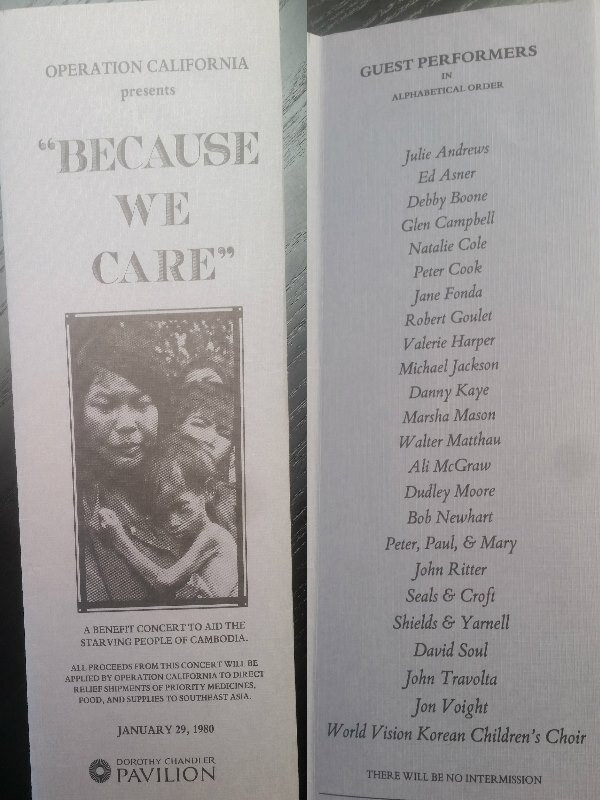 OPERATION CALIFORNIA
presents
"BECAUSE
WE
CARE"
A BENEFIT CONCERT TO AID THE
STARVING PEOPLE OF CAMBODIA.
ALL PROCEEDS FROM THIS CONCERT WILL BE
APPLIED BY OPERATION CALIFORNIA TO DIRECT
RELIEF SHIPMENTS OF PRIORITY MEDICINES,
FOOD, AND SUPPLIES TO SOUTHEAST ASIA.
JANUARY 29, 1980
DOROTHY CHANDLER
PAVILION
GUEST PERFORMERS
IN
ALPHABETICAL ORDER
Julie Andrews
Ed Asner
Debby Boone
Glen Campbell
Natalie Cole
Peter Cook
Jane Fonda
Robert Goulet
Valerie Harper
Michael Jackson
Danny Kaye
Marsha Mason
Walter Matthau
Ali McGraw
Dudley Moore
Bob Newhart
Peter, Paul, & Mary
John Ritter
Seals & Croft
Shields & Yarnell
David Soul
John Travolta
Jon Voight
World Vision Korean Children's Choir
THERE WILL BE NO INTERMISSION